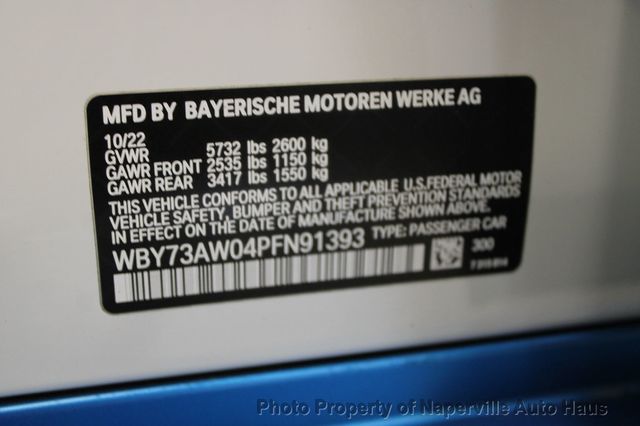 MFD BY BAYERISCHE MOTOREN WERKE AG
10/22
GVWR 5732 lbs 2600 kg
GAWR FRONT 2535 lbs 1150 kg
GAWR REAR 3417 lbs 1550 kg
THIS VEHICLE CONFORMS TO ALL APPLICABLE U.S.FEDERAL MOTOR
VEHICLE SAFETY, BUMPER AND THEFT PREVENTION STANDARDS
IN EFFECT ON THE DATE OF MANUFACTURE SHOWN ABOVE.
WBY73AW04PFN91393 TYPE: PASSENGER CAR
300
Photo Property of Naperville Auto Haus